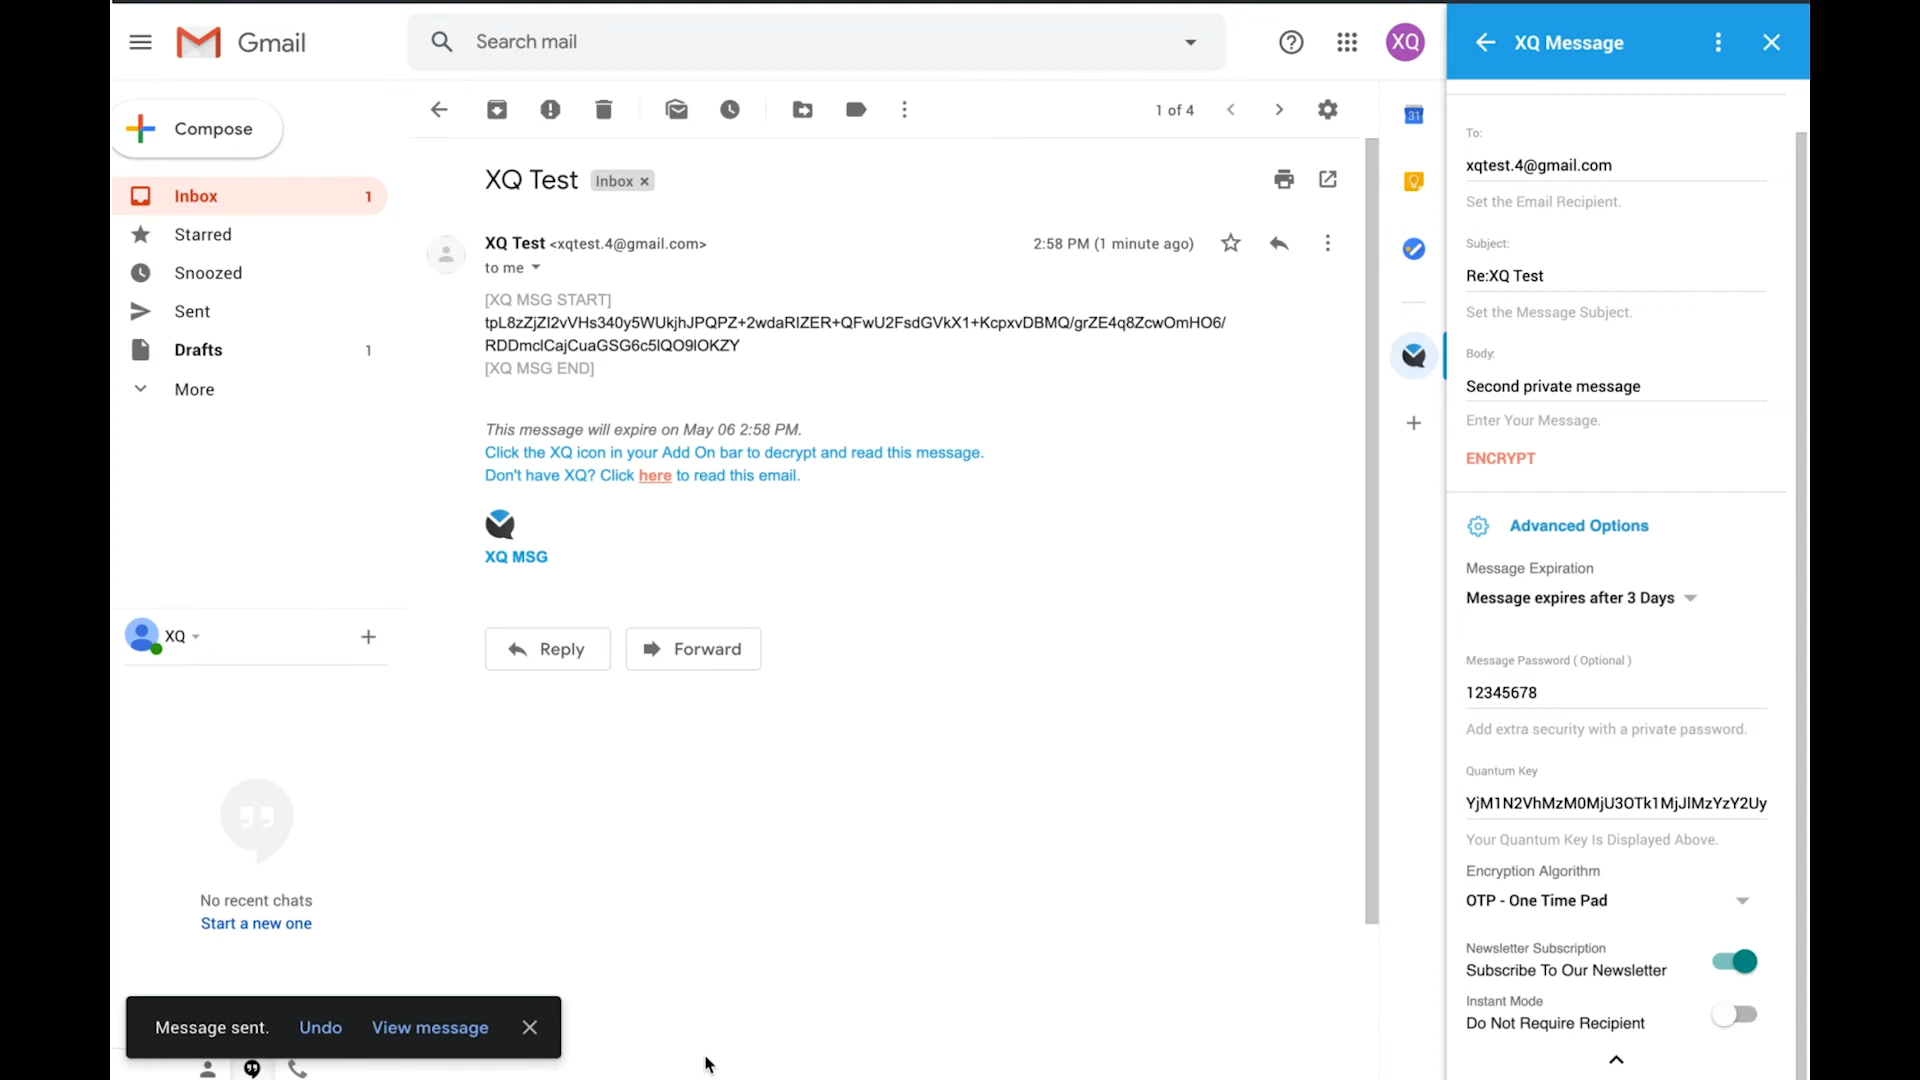 Gmail
Search mail
XQ
XQ Message
Compose
1 of 4
31
Inbox 1
Starred
Snoozed
Sent
Drafts 1
More
XQ Test Inbox x
XQ Test <xqtest.4@gmail.com> 2:58 PM (1 minute ago)
to me
[XQ MSG START]
tpL8zZjZI2vVHs340y5WUkjhJPQPZ+2wdaRIZER+QFwU2FsdGVkX1+KcpxvDBMQ/grZE4q8ZcwOmHO6/
RDDmclCajCuaGSG6c5lQO9lOKZY
[XQ MSG END]
This message will expire on May 06 2:58 PM.
Click the XQ icon in your Add On bar to decrypt and read this message.
Don't have XQ? Click here to read this email.
XQ MSG
Reply
Forward
XQ
No recent chats
Start a new one
Message sent. Undo View message
To:
xqtest.4@gmail.com
Set the Email Recipient.
Subject:
Re:XQ Test
Set the Message Subject.
Body:
Second private message
Enter Your Message.
ENCRYPT
Advanced Options
Message Expiration
Message expires after 3 Days
Message Password ( Optional )
12345678
Add extra security with a private password.
Quantum Key
YjM1N2VhMzM0MjU3OTk1MjJlMzYzY2Uy
Your Quantum Key Is Displayed Above.
Encryption Algorithm
OTP - One Time Pad
Newsletter Subscription
Subscribe To Our Newsletter
Instant Mode
Do Not Require Recipient